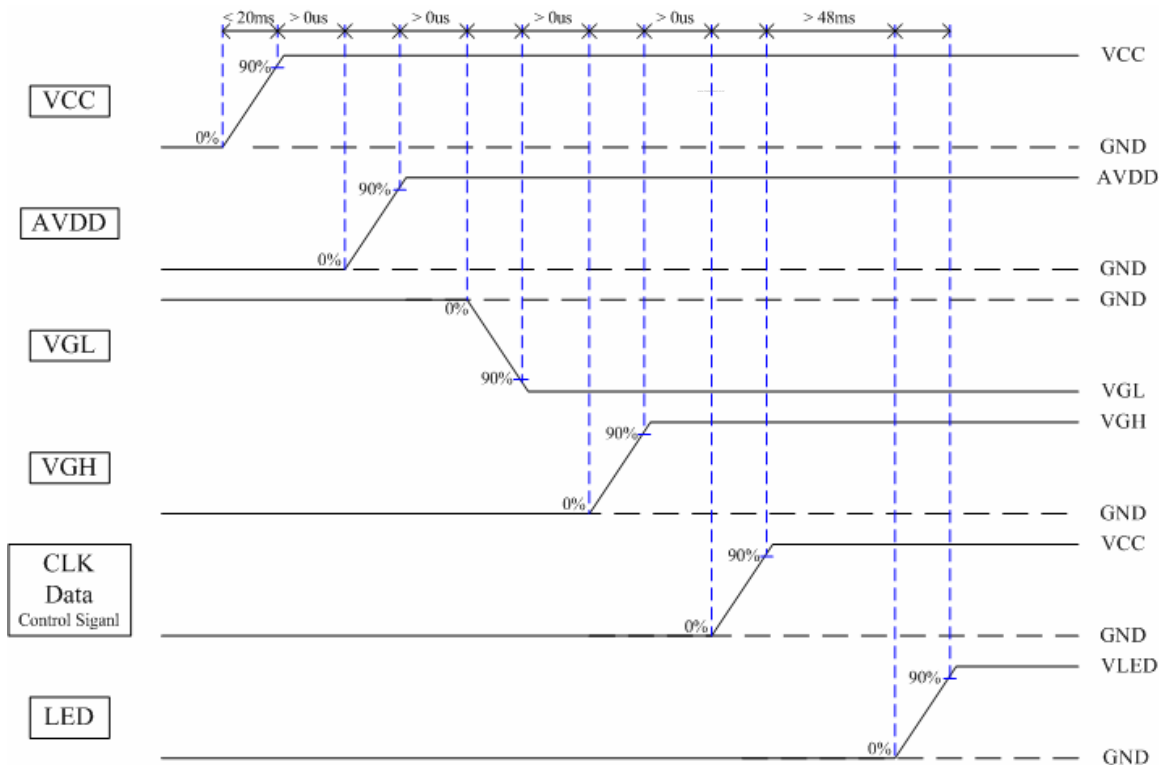 < 20ms > 0us > 0us > 0us > 0us > 48ms
VCC
90%
VCC
0%
GND
AVDD
90%
AVDD
0%
GND
GND
0%
VGL
90%
VGL
VGH
90%
VGH
0%
GND
VCC
CLK
90%
Data
Control Siganl
0%
GND
VLED
90%
LED
0%
GND